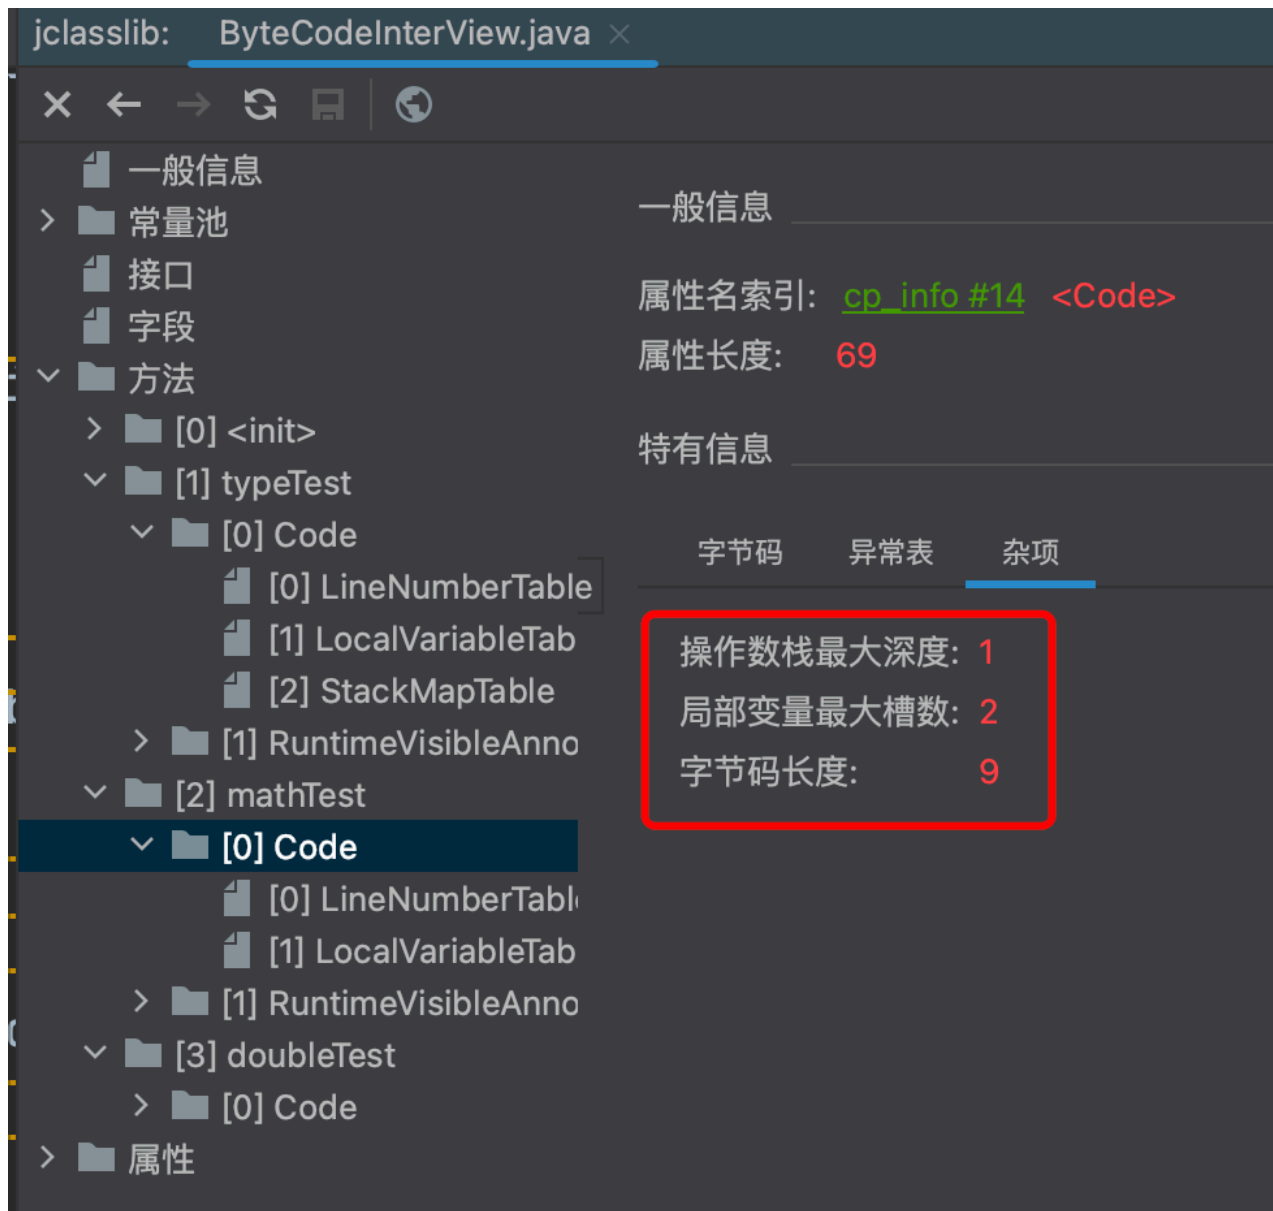 jclasslib: ByteCodeInterView.java
一般信息
常量池
接口
字段
方法
[0] <init>
[1] typeTest
[0] Code
[0] LineNumberTable
[1] LocalVariableTab
[2] StackMapTable
[1] RuntimeVisibleAnno
[2] mathTest
[0] Code
[0] LineNumberTabl
[1] LocalVariableTab
[1] RuntimeVisibleAnno
[3] doubleTest
[0] Code
属性
一般信息
属性名索引: cp_info #14 <Code>
属性长度: 69
特有信息
字节码 异常表 杂项
操作数栈最大深度: 1
局部变量最大槽数: 2
字节码长度: 9